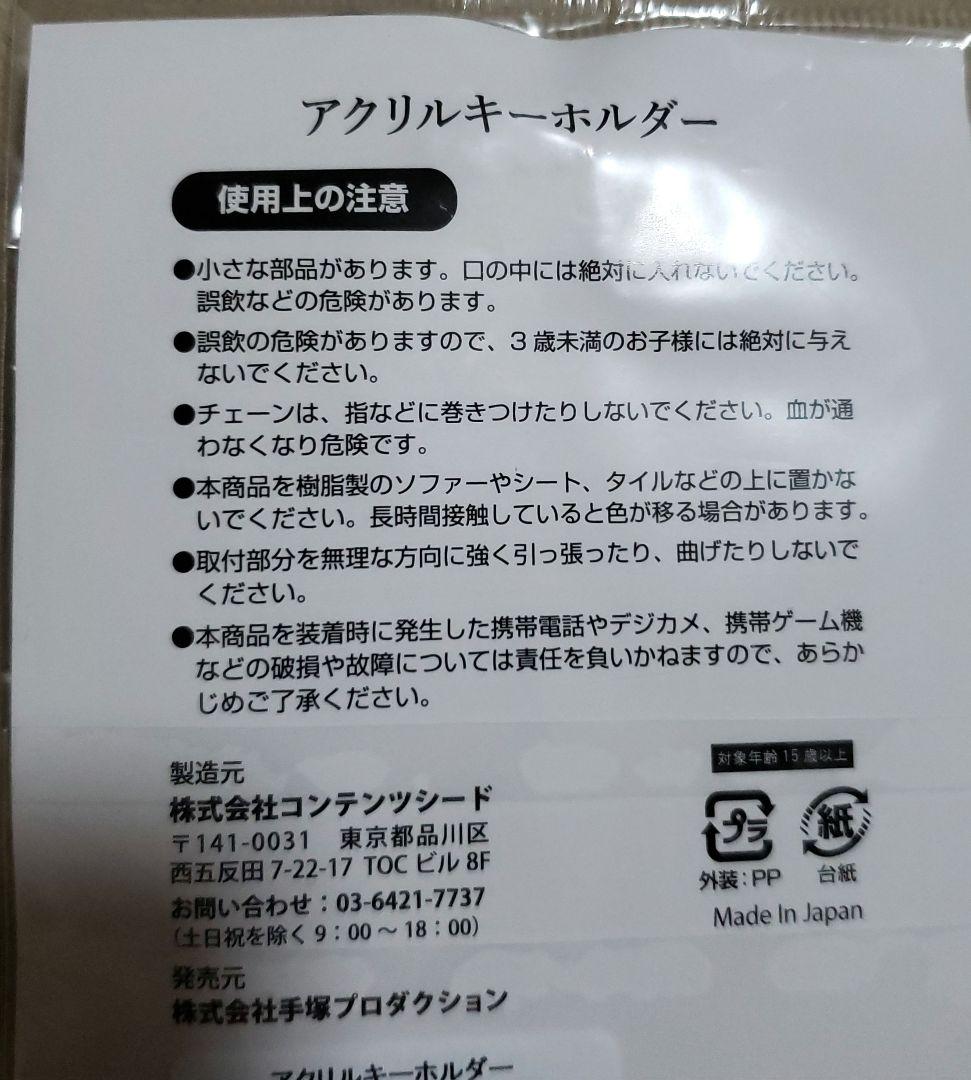 アクリルキーホルダー
使用上の注意
●小さな部品があります。口の中には絶対に入れないでください。
誤飲などの危険があります。
●誤飲の危険がありますので、3歳未満のお子様には絶対に与え
ないでください。
●チェーンは、指などに巻きつけたりしないでください。血が通
わなくなり危険です。
●本商品を樹脂製のソファーやシート、タイルなどの上に置かな
いでください。長時間接触していると色が移る場合があります。
●取付部分を無理な方向に強く引っ張ったり、曲げたりしないで
ください。
●本商品を装着時に発生した携帯電話やデジカメ、携帯ゲーム機
などの破損や故障については責任を負いかねますので、あらか
じめご了承ください。
製造元
株式会社コンテンツシード
〒141-0031 東京都品川区
西五反田7-22-17 TOCビル8F
お問い合わせ：03-6421-7737
（土日祝を除く9：00～18：00）
発売元
株式会社手塚プロダクション
対象年齢15歳以上
プラ 紙
外装：PP 台紙
Made In Japan
アクリルキーホルダー